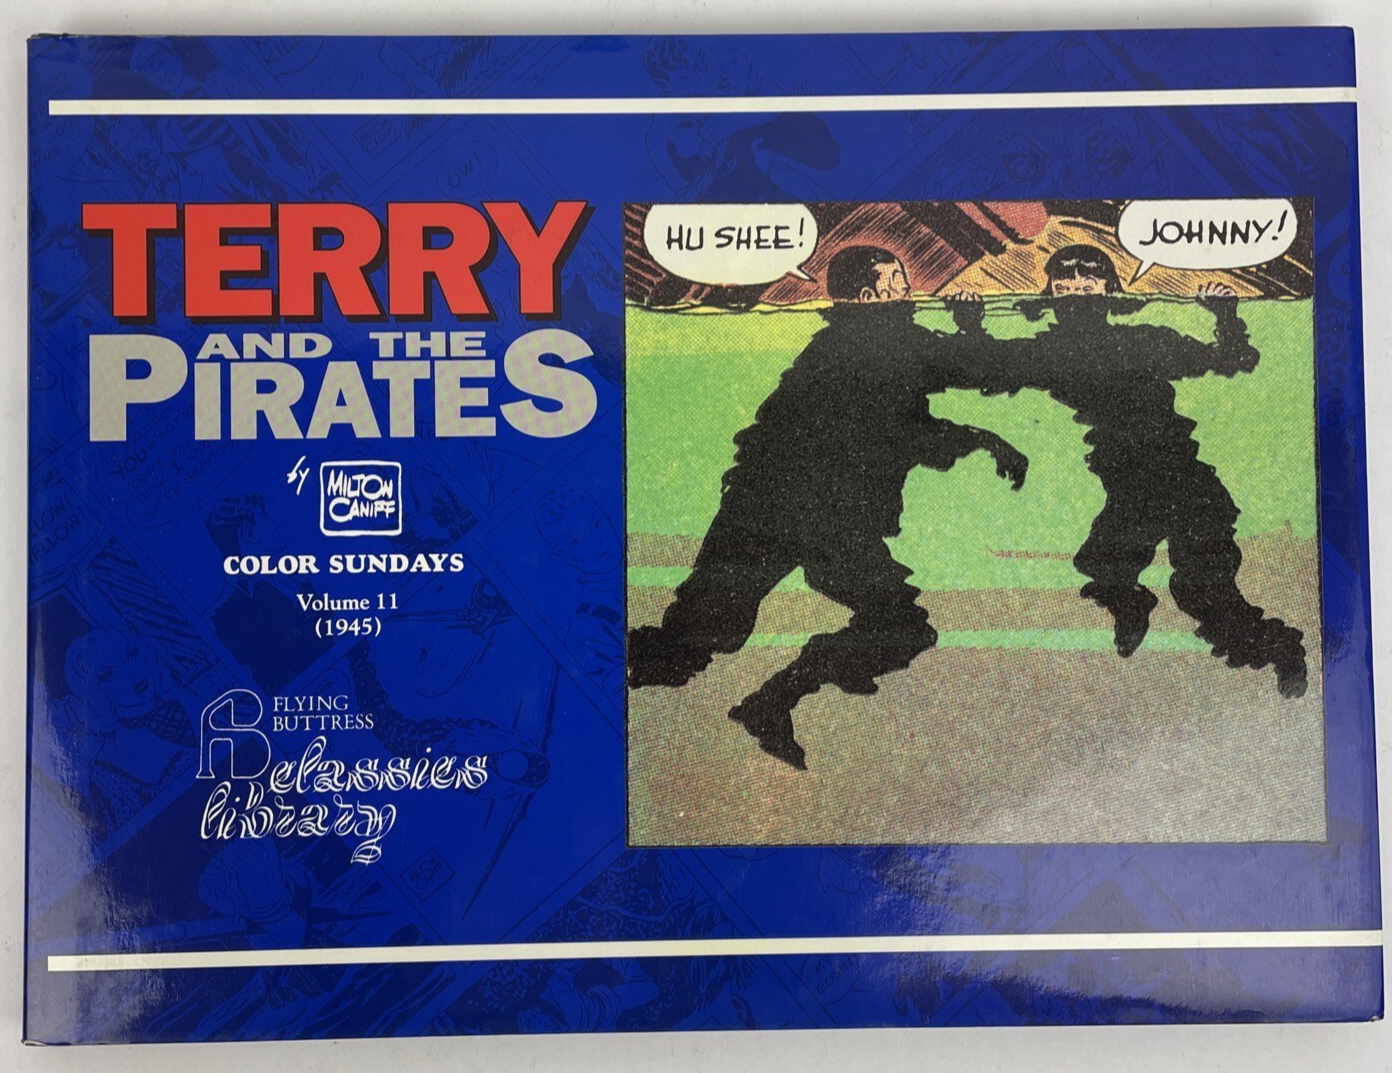 TERRY
AND THE
PIRATES
by MILTON
CANIFF
COLOR SUNDAYS
Volume 11
(1945)
FLYING
BUTTRESS
classics
library
HU SHEE!
JOHNNY!
OW!